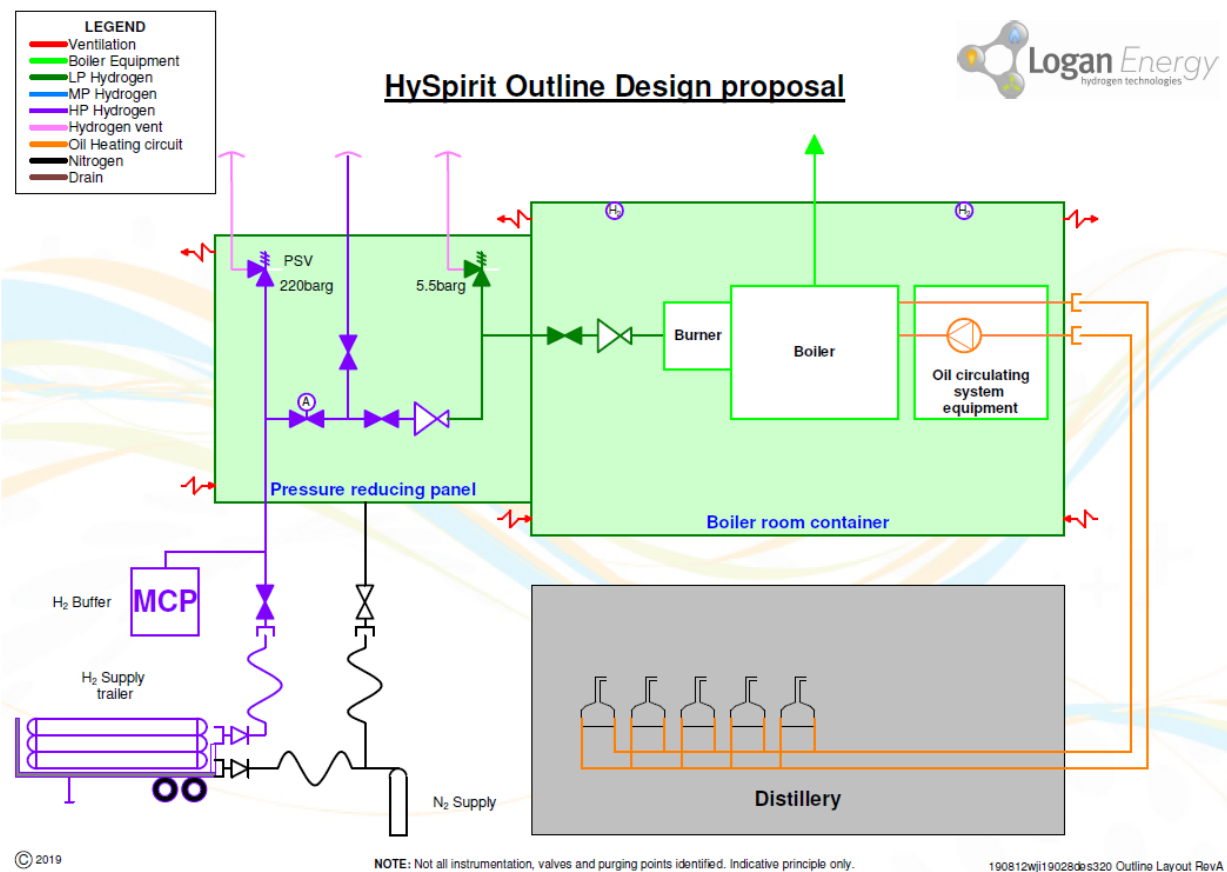 LEGEND
Ventilation
Boiler Equipment
LP Hydrogen
MP Hydrogen
HP Hydrogen
Hydrogen vent
Oil Heating circuit
Nitrogen
Drain
HySpirit Outline Design proposal
Logan Energy
hydrogen technologies
H₂
H₂
PSV
220barg
5.5barg
A
Burner
Boiler
Oil circulating
system
equipment
Pressure reducing panel
Boiler room container
H₂ Buffer
MCP
H₂ Supply
trailer
N₂ Supply
Distillery
© 2019
NOTE: Not all instrumentation, valves and purging points identified. Indicative principle only.
190812wji19028des320 Outline Layout RevA